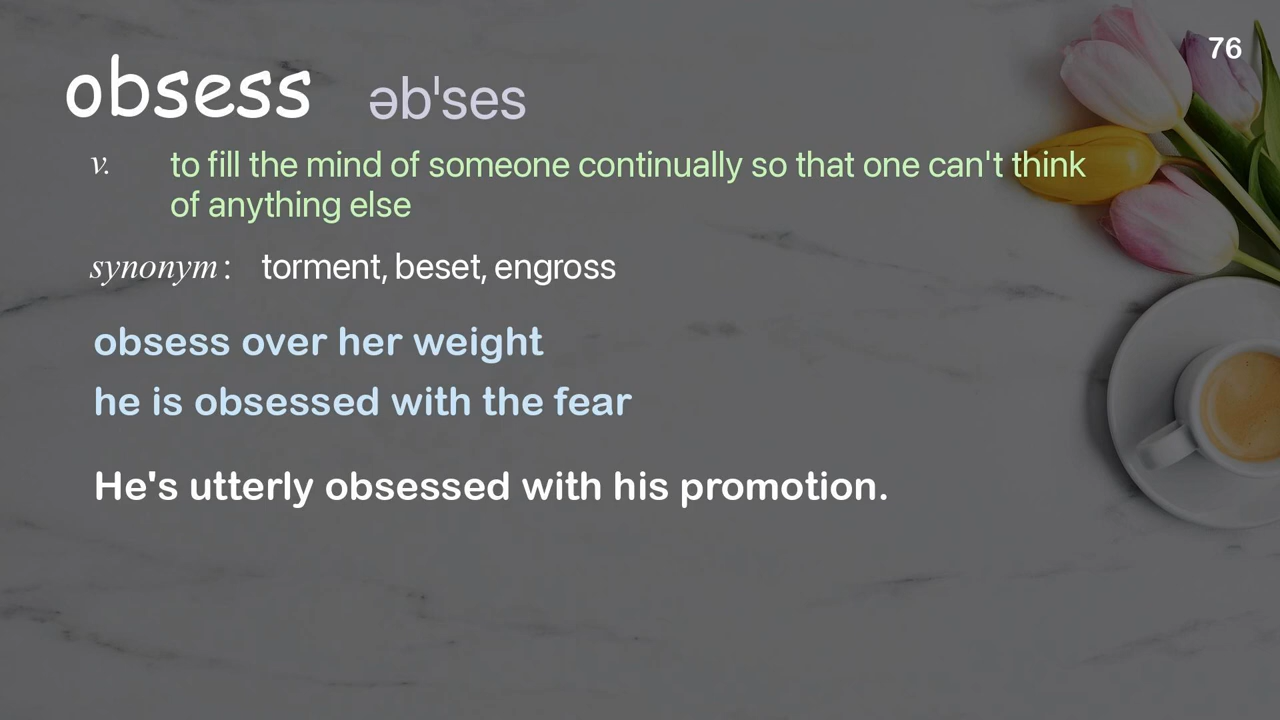 76
obsess əb'ses
v. to fill the mind of someone continually so that one can't think
of anything else
synonym : torment, beset, engross
obsess over her weight
he is obsessed with the fear
He's utterly obsessed with his promotion.